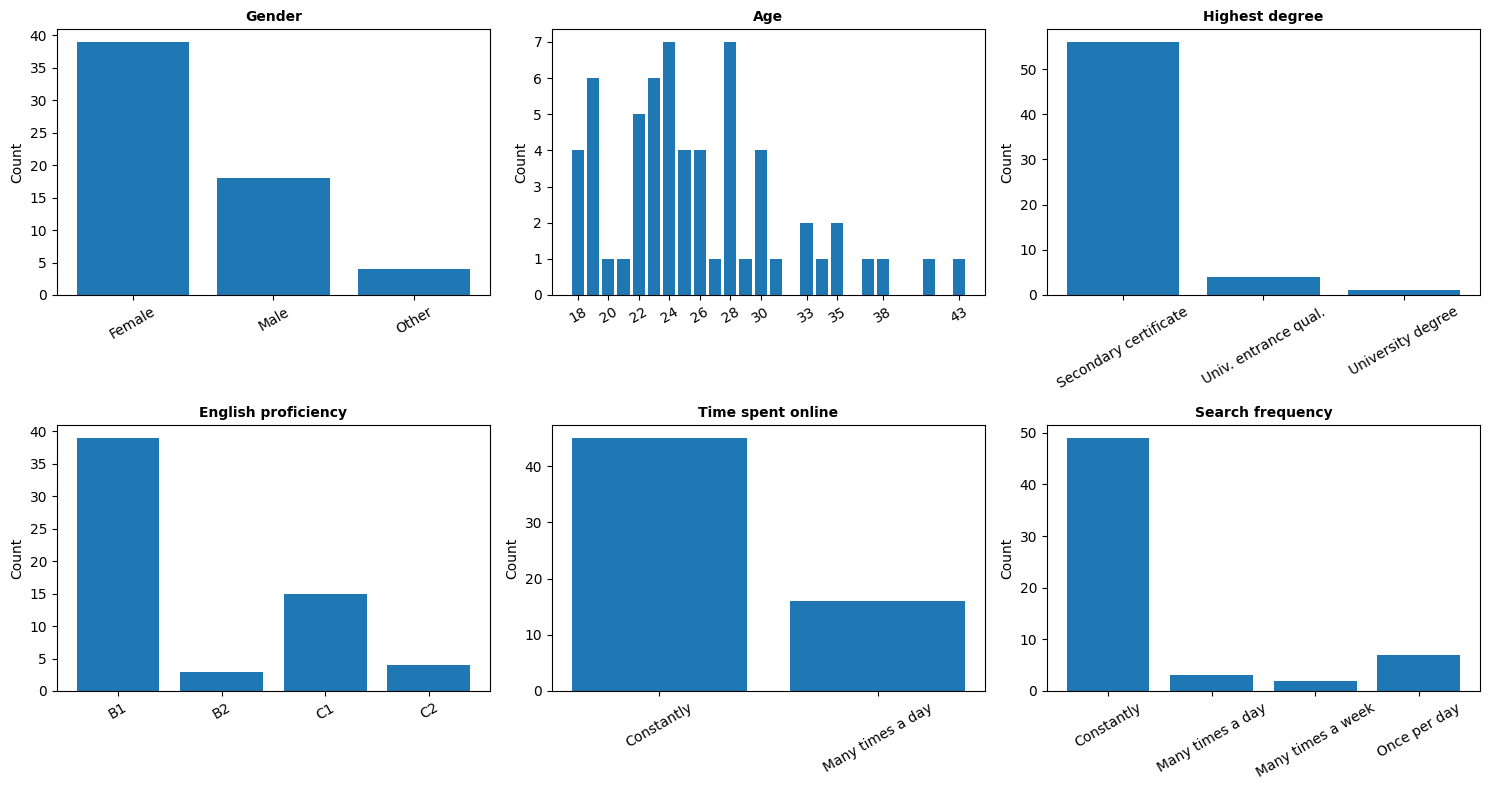 Gender
Count
40
35
30
25
20
15
10
5
0
Female
Male
Other
Age
Count
7
6
5
4
3
2
1
0
18
20
22
24
26
28
30
33
35
38
43
Highest degree
Count
50
40
30
20
10
0
Secondary certificate
Univ. entrance qual.
University degree
English proficiency
Count
40
35
30
25
20
15
10
5
0
B1
B2
C1
C2
Time spent online
Count
40
30
20
10
0
Constantly
Many times a day
Search frequency
Count
50
40
30
20
10
0
Constantly
Many times a day
Many times a week
Once per day